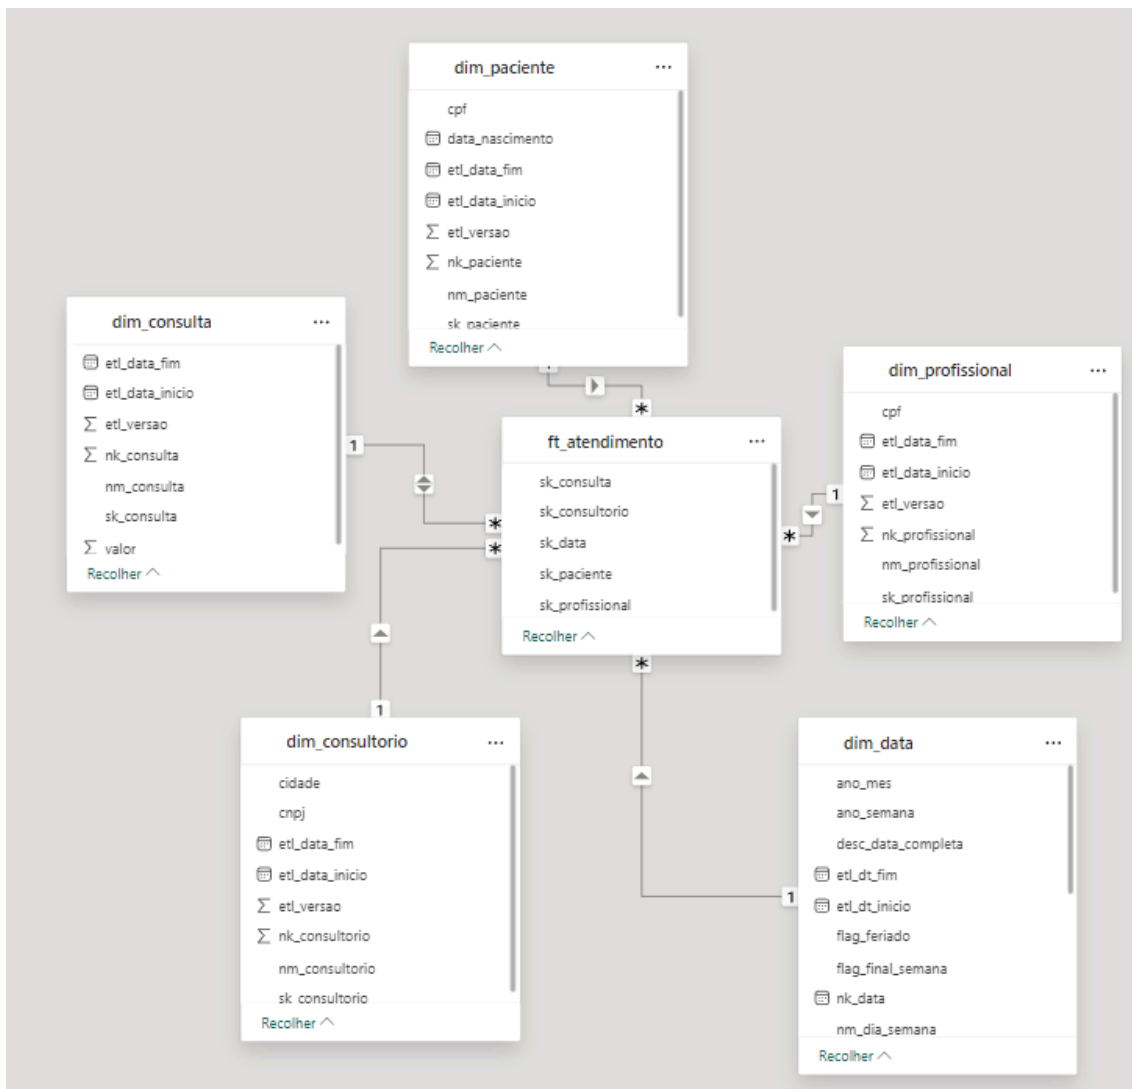 dim_paciente
cpf
data_nascimento
etl_data_fim
etl_data_inicio
etl_versao
nk_paciente
nm_paciente
sk_paciente
Recolher
dim_consulta
etl_data_fim
etl_data_inicio
etl_versao
nk_consulta
nm_consulta
sk_consulta
valor
Recolher
dim_profissional
cpf
etl_data_fim
etl_data_inicio
etl_versao
nk_profissional
nm_profissional
sk_profissional
Recolher
1
*
1
*
*
1
*
ft_atendimento
sk_consulta
sk_consultorio
sk_data
sk_paciente
sk_profissional
Recolher
*
1
1
dim_consultorio
cidade
cnpj
etl_data_fim
etl_data_inicio
etl_versao
nk_consultorio
nm_consultorio
sk_consultorio
Recolher
dim_data
ano_mes
ano_semana
desc_data_completa
etl_dt_fim
etl_dt_inicio
flag_feriado
flag_final_semana
nk_data
nm_dia_semana
Recolher